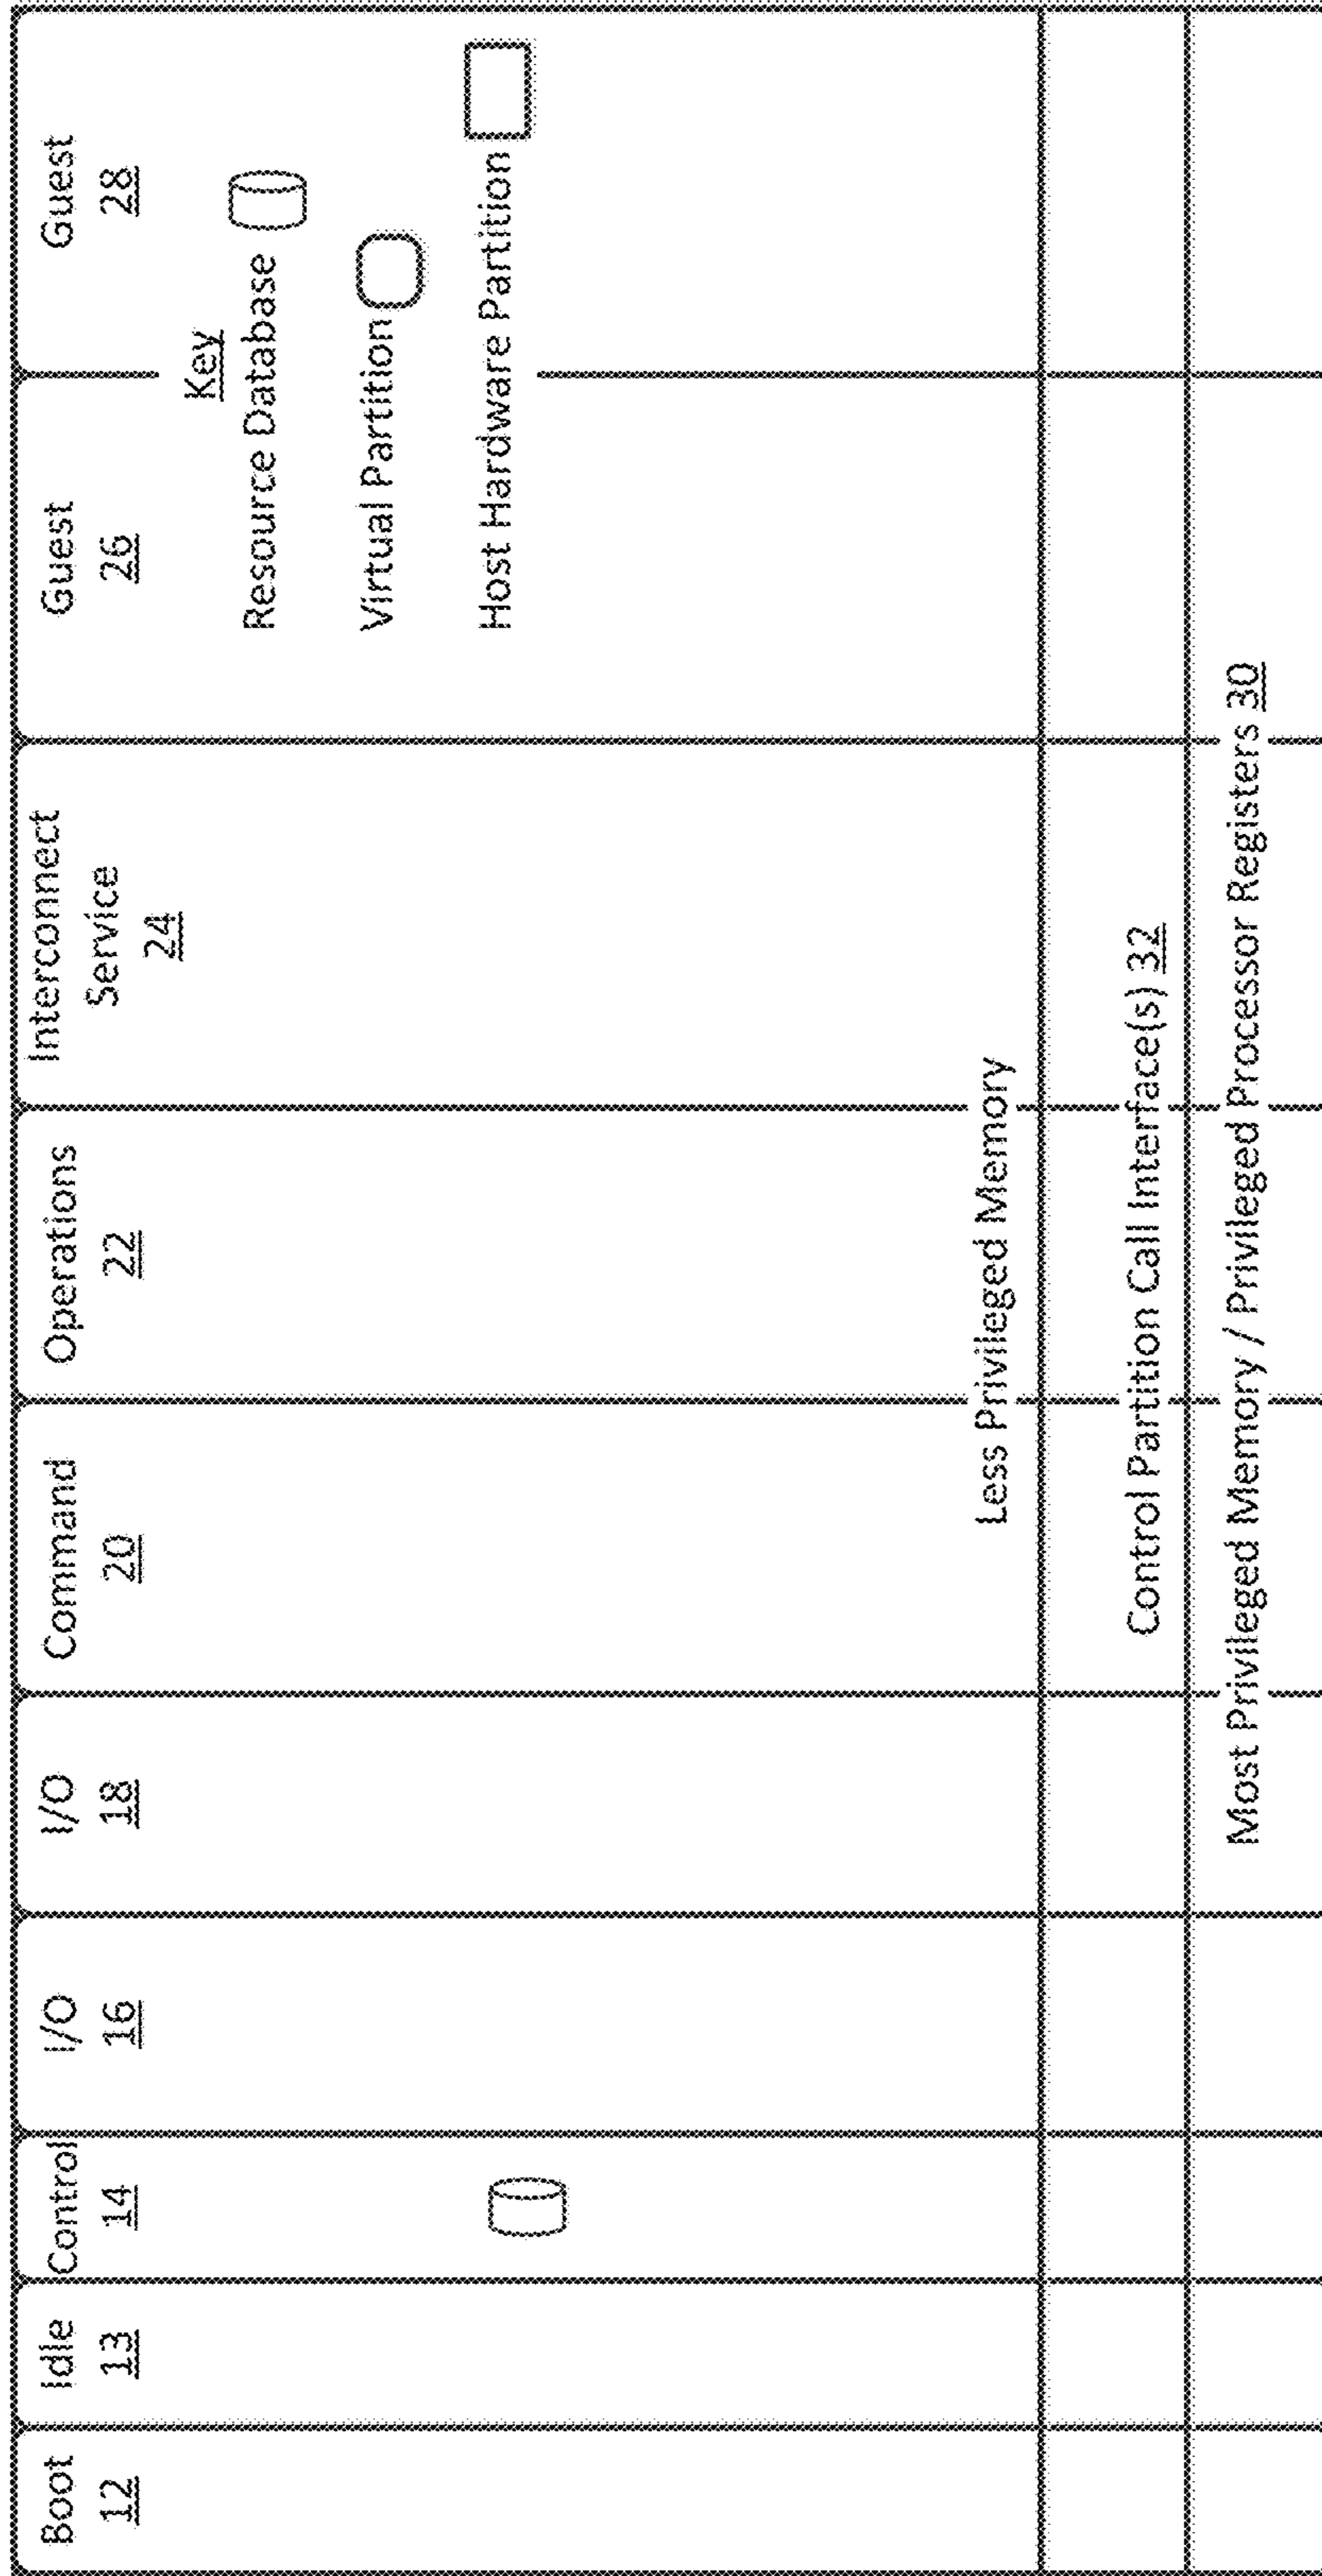 Boot
12
Idle
13
Control
14
I/O
16
I/O
18
Command
20
Operations
22
Interconnect
Service
24
Guest
26
Guest
28
Key
Resource Database
Virtual Partition
Host Hardware Partition
Less Privileged Memory
Control Partition Call Interface(s) 32
Most Privileged Memory / Privileged Processor Registers 30